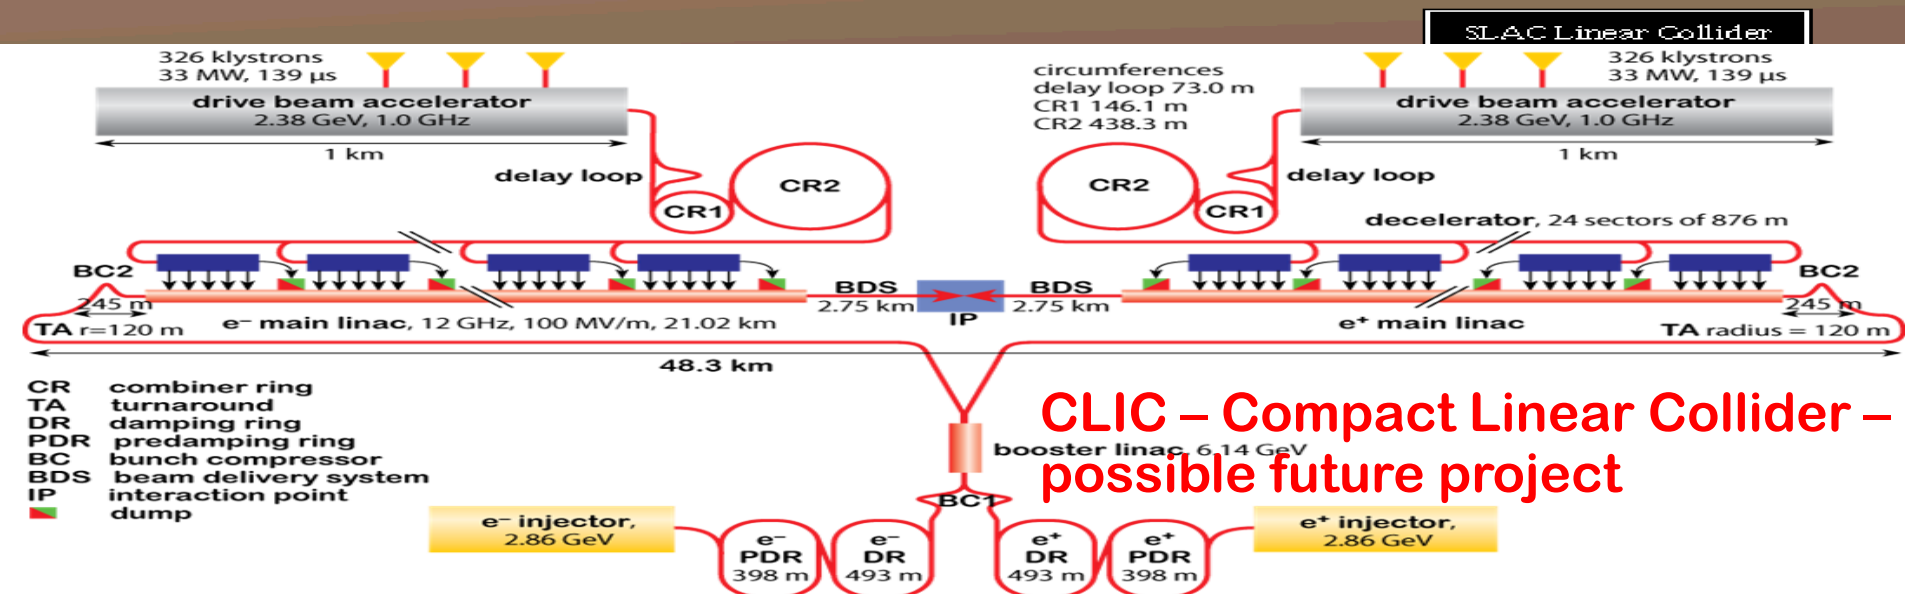 SLAC Linear Collider
326 klystrons
33 MW, 139 µs
drive beam accelerator
2.38 GeV, 1.0 GHz
1 km
delay loop
CR1
CR2
circumferences
delay loop 73.0 m
CR1 146.1 m
CR2 438.3 m
326 klystrons
33 MW, 139 µs
drive beam accelerator
2.38 GeV, 1.0 GHz
1 km
CR2
CR1
delay loop
decelerator, 24 sectors of 876 m
BC2
245 m
TA r=120 m
e⁻ main linac, 12 GHz, 100 MV/m, 21.02 km
BDS
2.75 km
IP
BDS
2.75 km
e⁺ main linac
BC2
245 m
TA radius = 120 m
48.3 km
CR combiner ring
TA turnaround
DR damping ring
PDR predamping ring
BC bunch compressor
BDS beam delivery system
IP interaction point
dump
CLIC – Compact Linear Collider –
possible future project
booster linac, 6.14 GeV
BC1
e⁻ injector,
2.86 GeV
e⁻
PDR
398 m
e⁻
DR
493 m
e⁺
DR
493 m
e⁺
PDR
398 m
e⁺ injector,
2.86 GeV